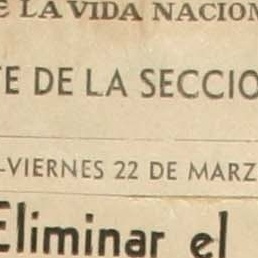 E LA VIDA NACION
TE DE LA SECCIO
-VIERNES 22 DE MARZ
Eliminar el